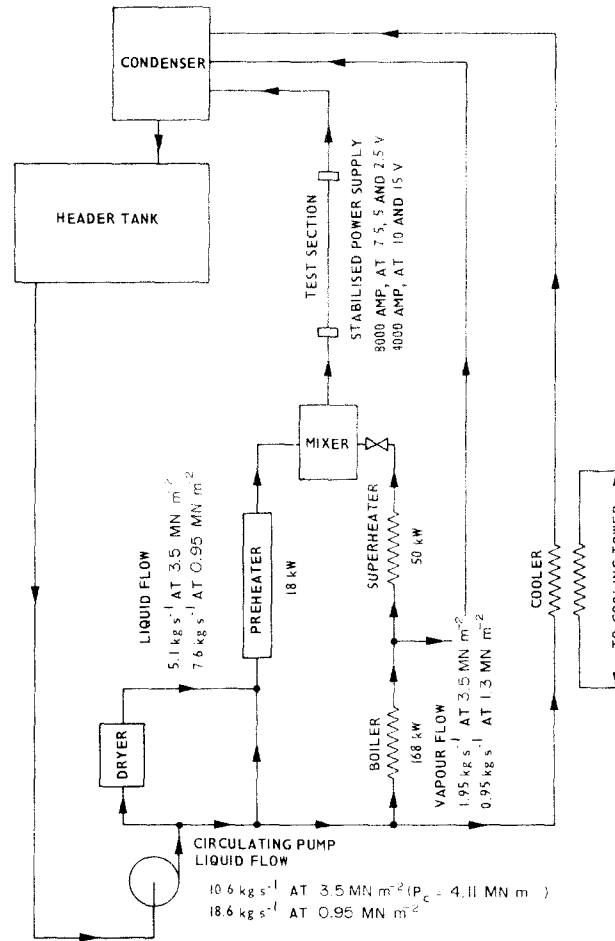 CONDENSER
HEADER TANK
TEST SECTION
STABILISED POWER SUPPLY
8000 AMP, AT 7 5, 5 AND 2.5 V
4000 AMP, AT 10 AND 15 V
MIXER
LIQUID FLOW
5.1 kg s⁻¹ AT 3.5 MN m⁻²
7.6 kg s⁻¹ AT 0.95 MN m⁻²
PREHEATER
18 kW
SUPERHEATER
50 kW
DRYER
BOILER
168 kW
VAPOUR FLOW
1.95 kg s⁻¹ AT 3.5 MN m⁻²
0.95 kg s⁻¹ AT 1.3 MN m⁻²
COOLER
TO COOLING TOWER
CIRCULATING PUMP
LIQUID FLOW
10.6 kg s⁻¹ AT 3.5 MN m⁻² (Pc = 4.11 MN m )
18.6 kg s⁻¹ AT 0.95 MN m⁻²